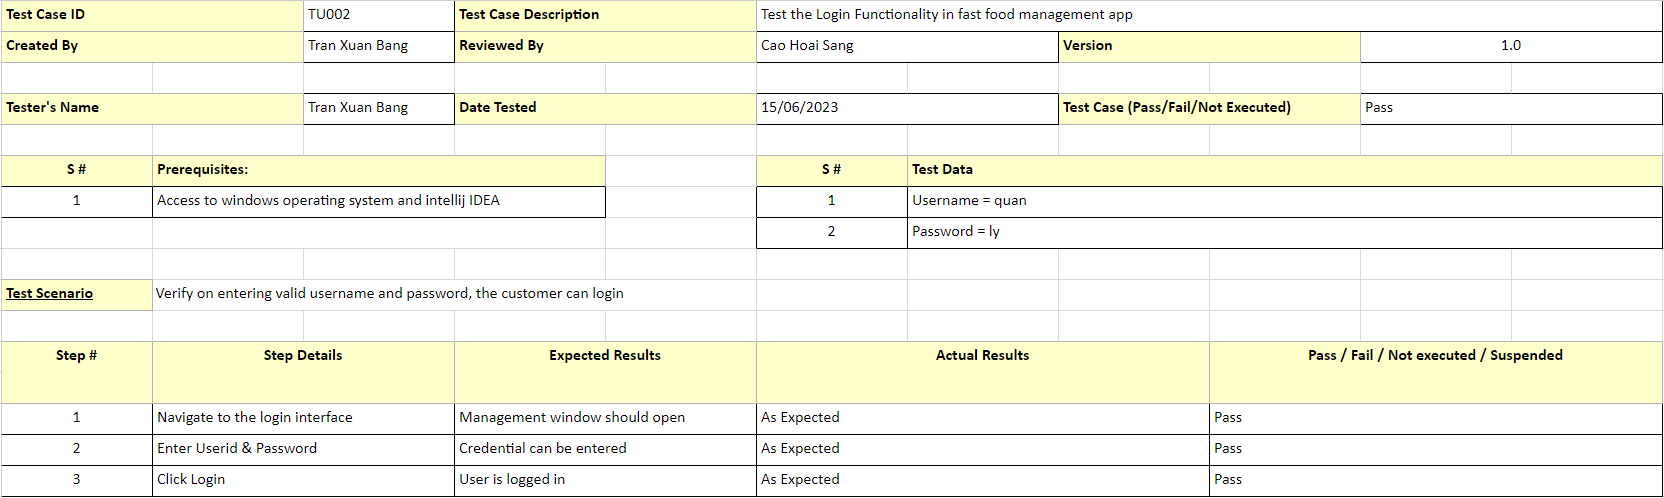 Test Case ID TU002 Test Case Description Test the Login Functionality in fast food management app
Created By Tran Xuan Bang Reviewed By Cao Hoai Sang Version 1.0
Tester's Name Tran Xuan Bang Date Tested 15/06/2023 Test Case (Pass/Fail/Not Executed) Pass
S # Prerequisites: S # Test Data
1 Access to windows operating system and intellij IDEA 1 Username = quan
2 Password = ly
Test Scenario Verify on entering valid username and password, the customer can login
Step # Step Details Expected Results Actual Results Pass / Fail / Not executed / Suspended
1 Navigate to the login interface Management window should open As Expected Pass
2 Enter Userid & Password Credential can be entered As Expected Pass
3 Click Login User is logged in As Expected Pass